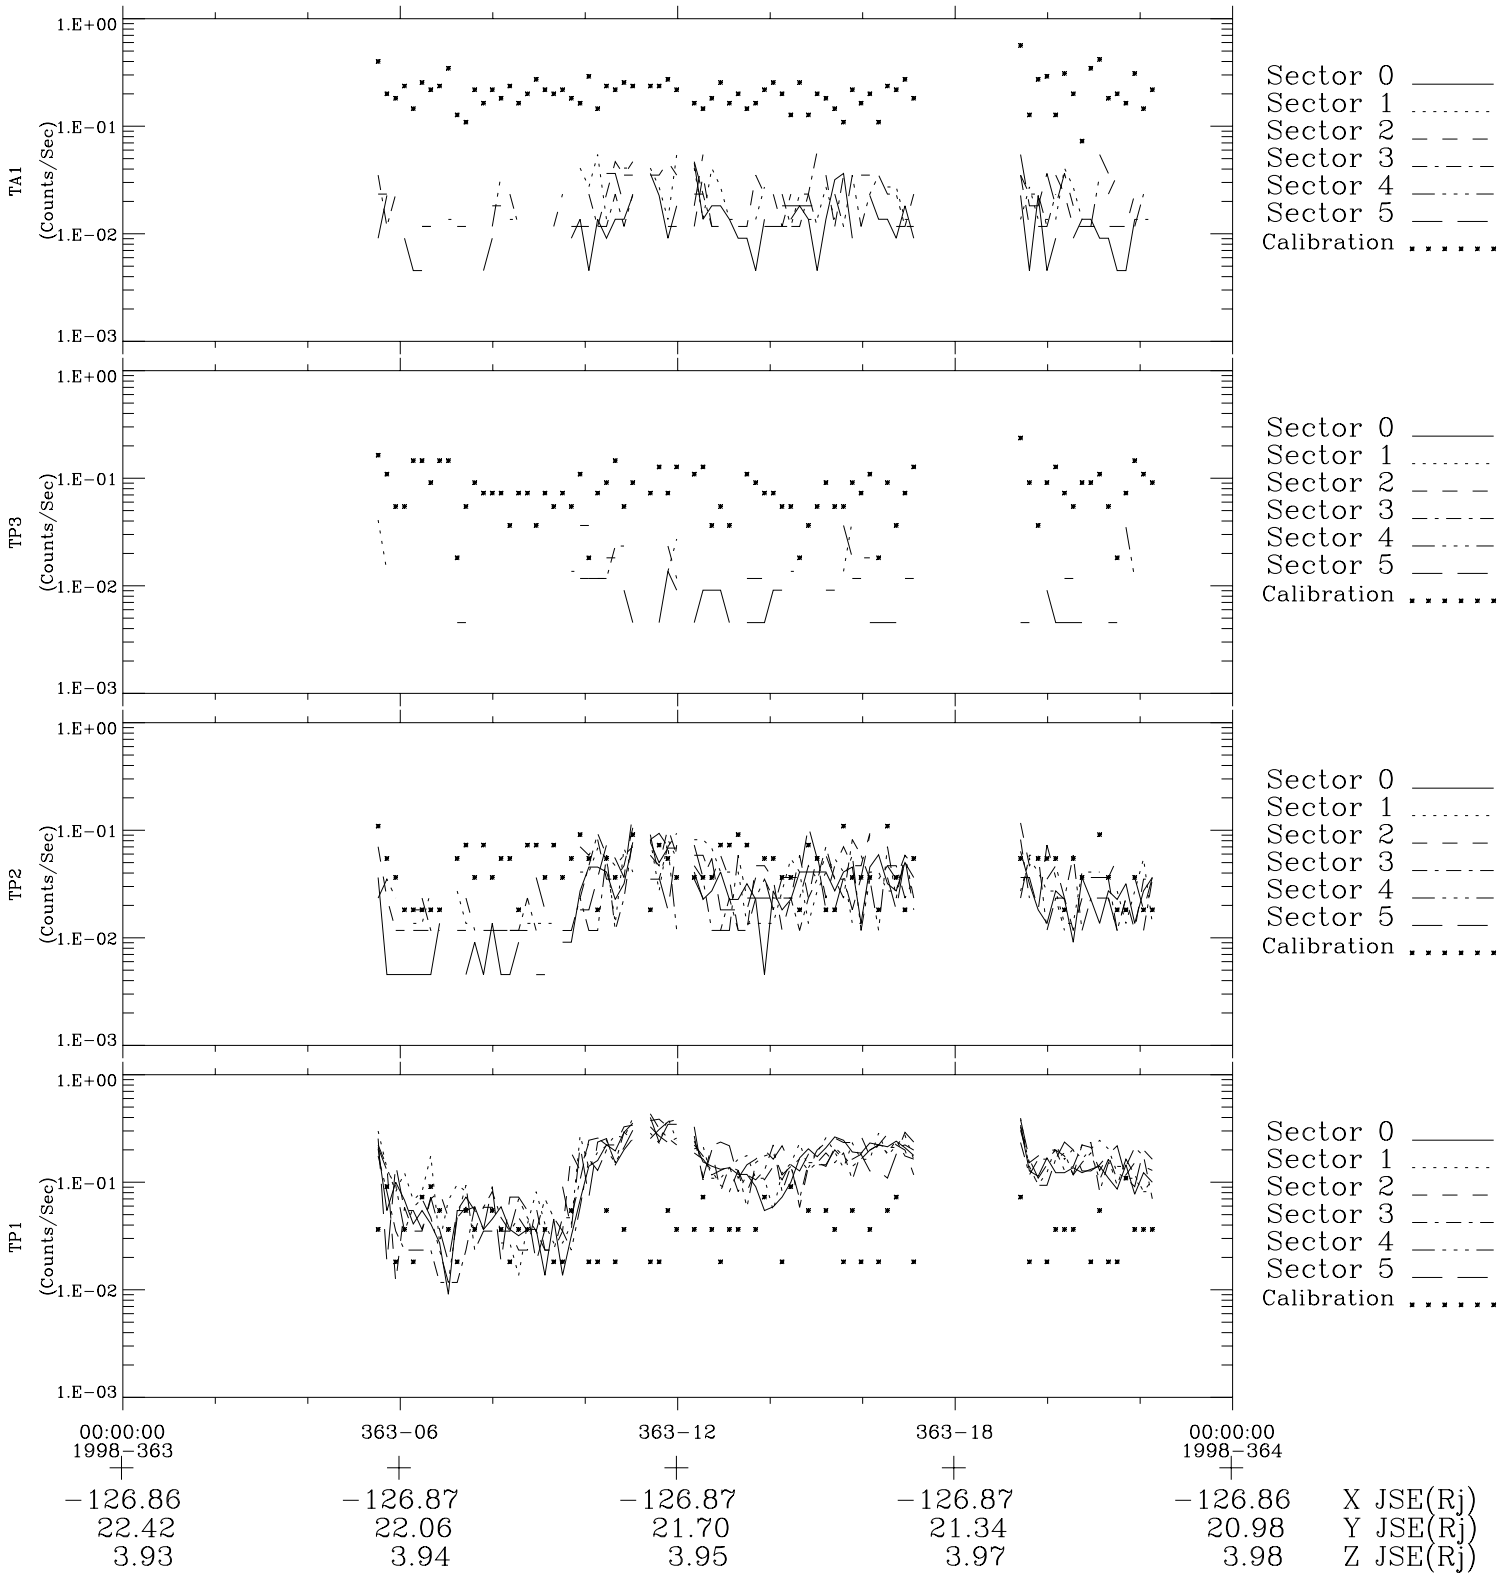 1.E+00
1.E-01
1.E-02
1.E-03
TA1
(Counts/Sec)
Sector 0
Sector 1
Sector 2
Sector 3
Sector 4
Sector 5
Calibration
1.E+00
1.E-01
1.E-02
1.E-03
TP3
(Counts/Sec)
Sector 0
Sector 1
Sector 2
Sector 3
Sector 4
Sector 5
Calibration
1.E+00
1.E-01
1.E-02
1.E-03
TP2
(Counts/Sec)
Sector 0
Sector 1
Sector 2
Sector 3
Sector 4
Sector 5
Calibration
1.E+00
1.E-01
1.E-02
1.E-03
TP1
(Counts/Sec)
Sector 0
Sector 1
Sector 2
Sector 3
Sector 4
Sector 5
Calibration
00:00:00 363-06 363-12 363-18 00:00:00
1998-363 1998-364
-126.86 -126.87 -126.87 -126.87 -126.86 X JSE(Rj)
22.42 22.06 21.70 21.34 20.98 Y JSE(Rj)
3.93 3.94 3.95 3.97 3.98 Z JSE(Rj)